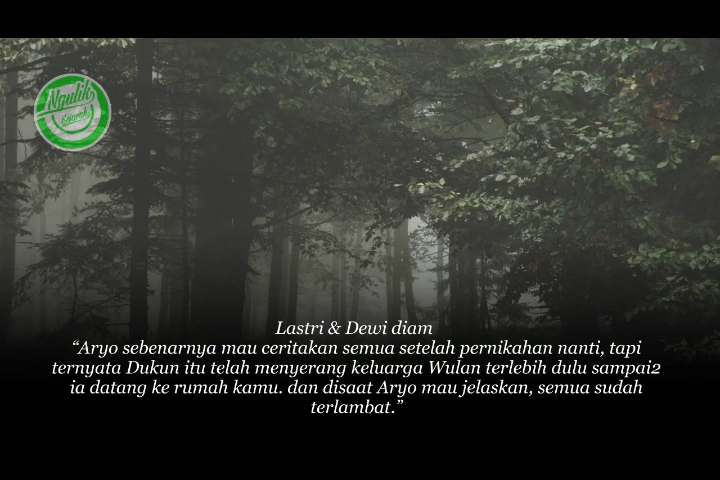 Ngulik
Lastri & Dewi diam
“Aryo sebenarnya mau ceritakan semua setelah pernikahan nanti, tapi
ternyata Dukun itu telah menyerang keluarga Wulan terlebih dulu sampai2
ia datang ke rumah kamu. dan disaat Aryo mau jelaskan, semua sudah
terlambat.”